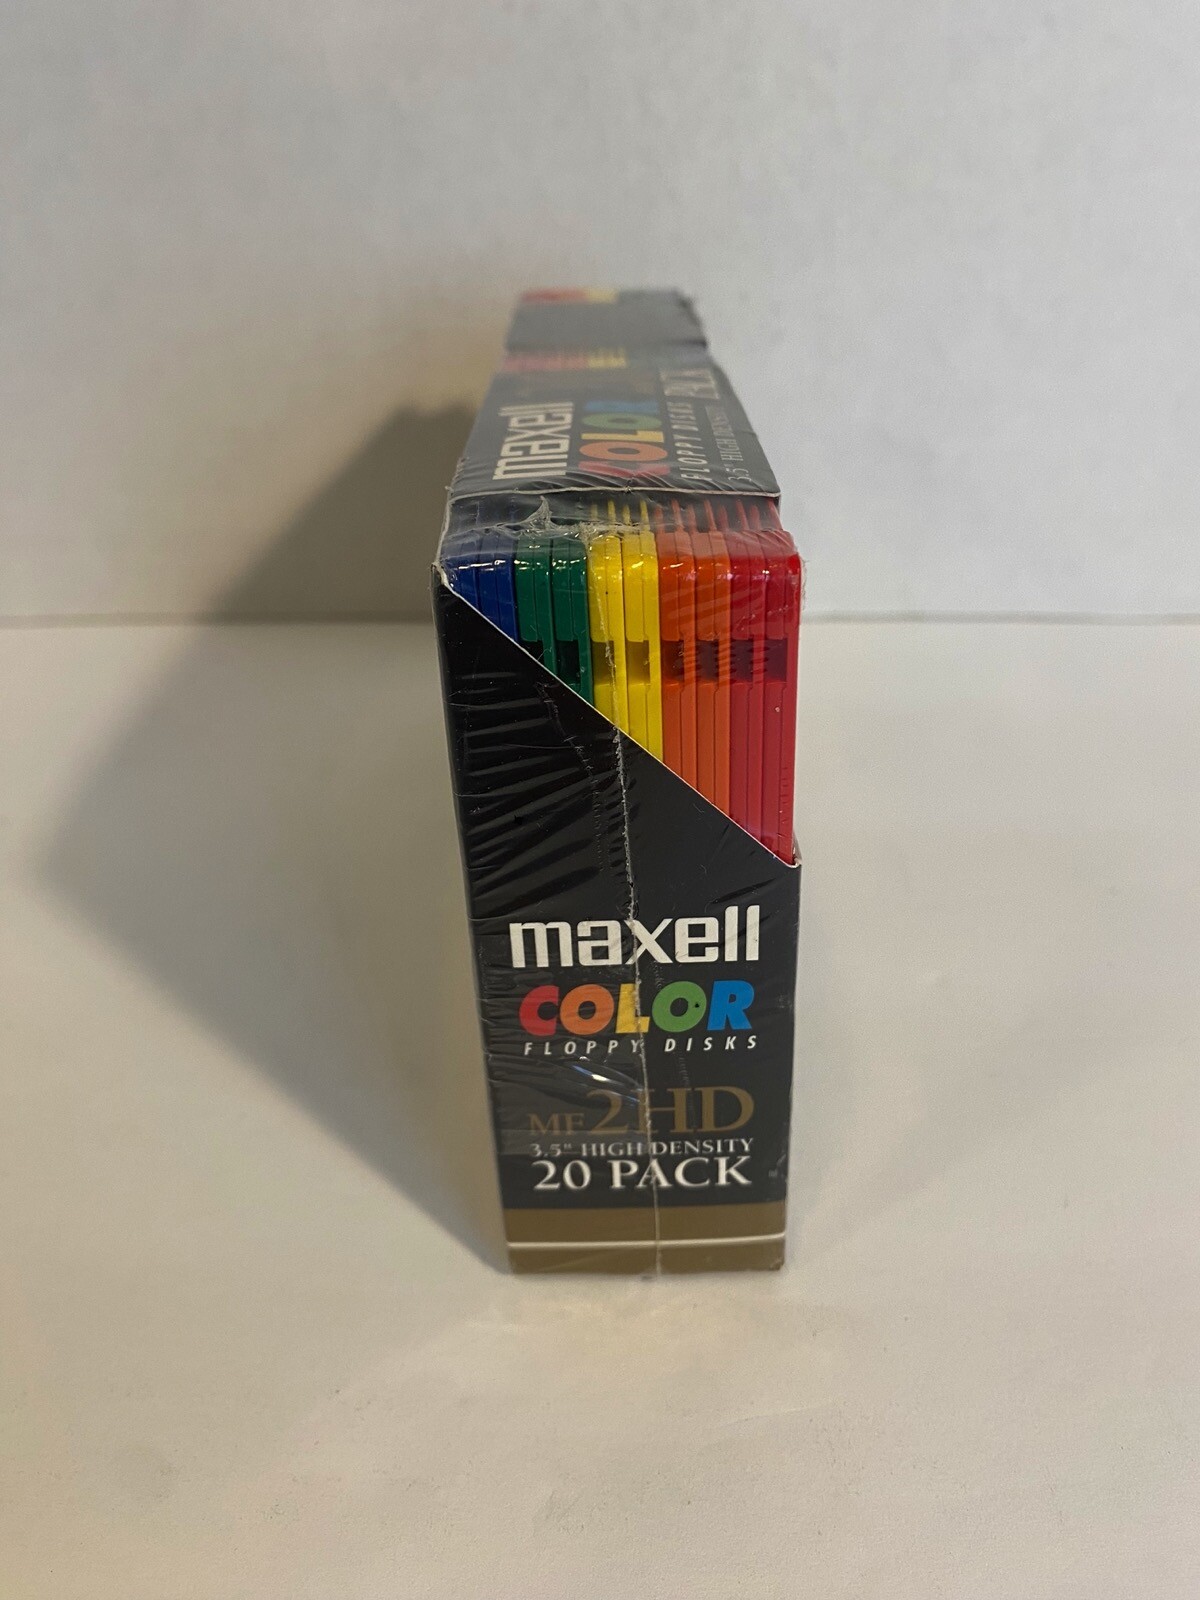 maxell
COLOR
FLOPPY DISKS
PACK
3.5" HIGH DENSITY
maxell
COLOR
FLOPPY DISKS
MF2HD
3.5" HIGH DENSITY
20 PACK